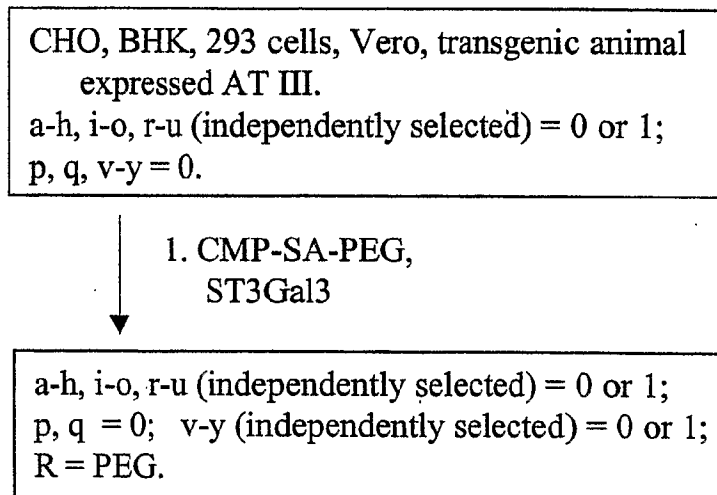 CHO, BHK, 293 cells, Vero, transgenic animal
expressed AT III.
a-h, i-o, r-u (independently selected) = 0 or 1;
p, q, v-y = 0.
1. CMP-SA-PEG,
ST3Gal3
a-h, i-o, r-u (independently selected) = 0 or 1;
p, q = 0; v-y (independently selected) = 0 or 1;
R = PEG.